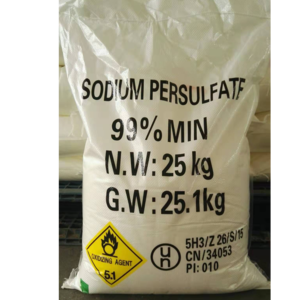 SODIUM PERSULFATE
99% MIN
N.W: 25 kg
G.W: 25.1kg
5H3/Z 26/S/15
CN/34053
PI: 010
OXIDIZING AGENT
5.1
un